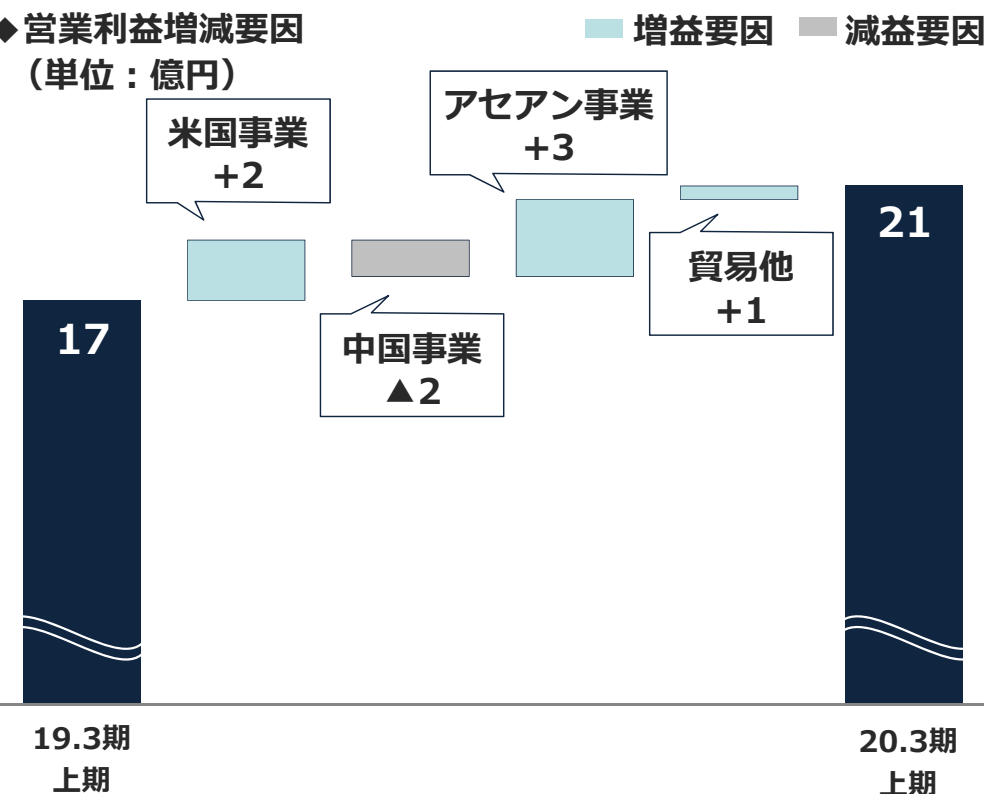 ◆営業利益増減要因
（単位：億円）
増益要因
減益要因
米国事業
+2
アセアン事業
+3
中国事業
▲2
貿易他
+1
17
21
19.3期
上期
20.3期
上期